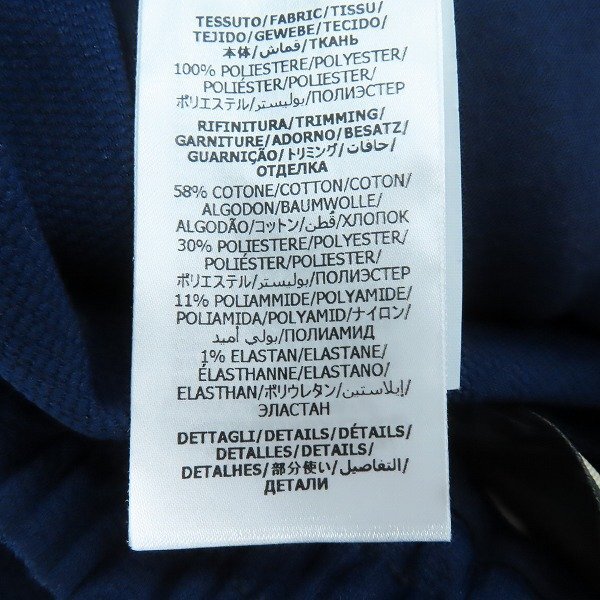 TESSUTO/FABRIC/TISSU/
TEJIDO/GEWEBE/TECIDO/
本体/قماش/ТКАНЬ
100% POLIESTERE/POLYESTER/
POLIÉSTER/POLIESTER/
ポリエステル/بوليستر/ПОЛИЭСТЕР
RIFINITURA/TRIMMING/
GARNITURE/ADORNO/BESATZ/
GUARNIÇÃO/トリミング/حافات/
ОТДЕЛКА
58% COTONE/COTTON/COTON/
ALGODON/BAUMWOLLE/
ALGODÃO/コットン/قطن/ХЛОПОК
30% POLIESTERE/POLYESTER/
POLIÉSTER/POLIESTER/
ポリエステル/بوليستر/ПОЛИЭСТЕР
11% POLIAMMIDE/POLYAMIDE/
POLIAMIDA/POLYAMID/ナイロン/
بولي أميد/ПОЛИАМИД
1% ELASTAN/ELASTANE/
ÉLASTHANNE/ELASTANO/
ELASTHAN/ポリウレタン/إيلاستين/
ЭЛАСТАН
DETTAGLI/DETAILS/DÉTAILS/
DETALLES/DETAILS/
DETALHES/部分使い/التفاصيل/
ДЕТАЛИ